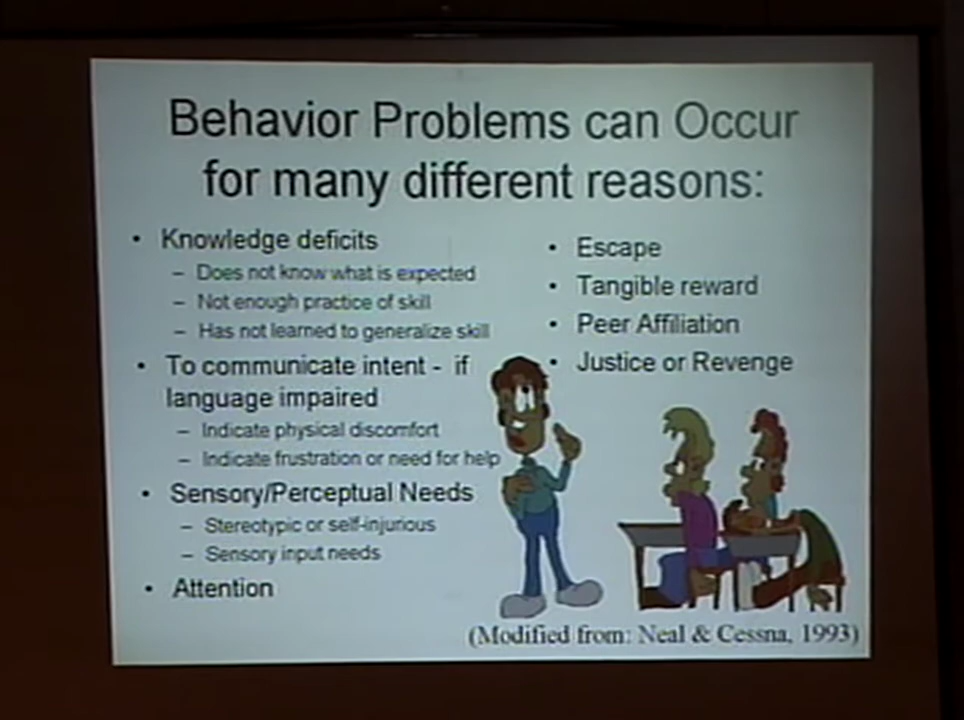 Behavior Problems can Occur
for many different reasons:
• Knowledge deficits
– Does not know what is expected
– Not enough practice of skill
– Has not learned to generalize skill
• To communicate intent - if
language impaired
– Indicate physical discomfort
– Indicate frustration or need for help
• Sensory/Perceptual Needs
– Stereotypic or self-injurious
– Sensory input needs
• Attention
• Escape
• Tangible reward
• Peer Affiliation
• Justice or Revenge
(Modified from: Neal & Cessna, 1993)